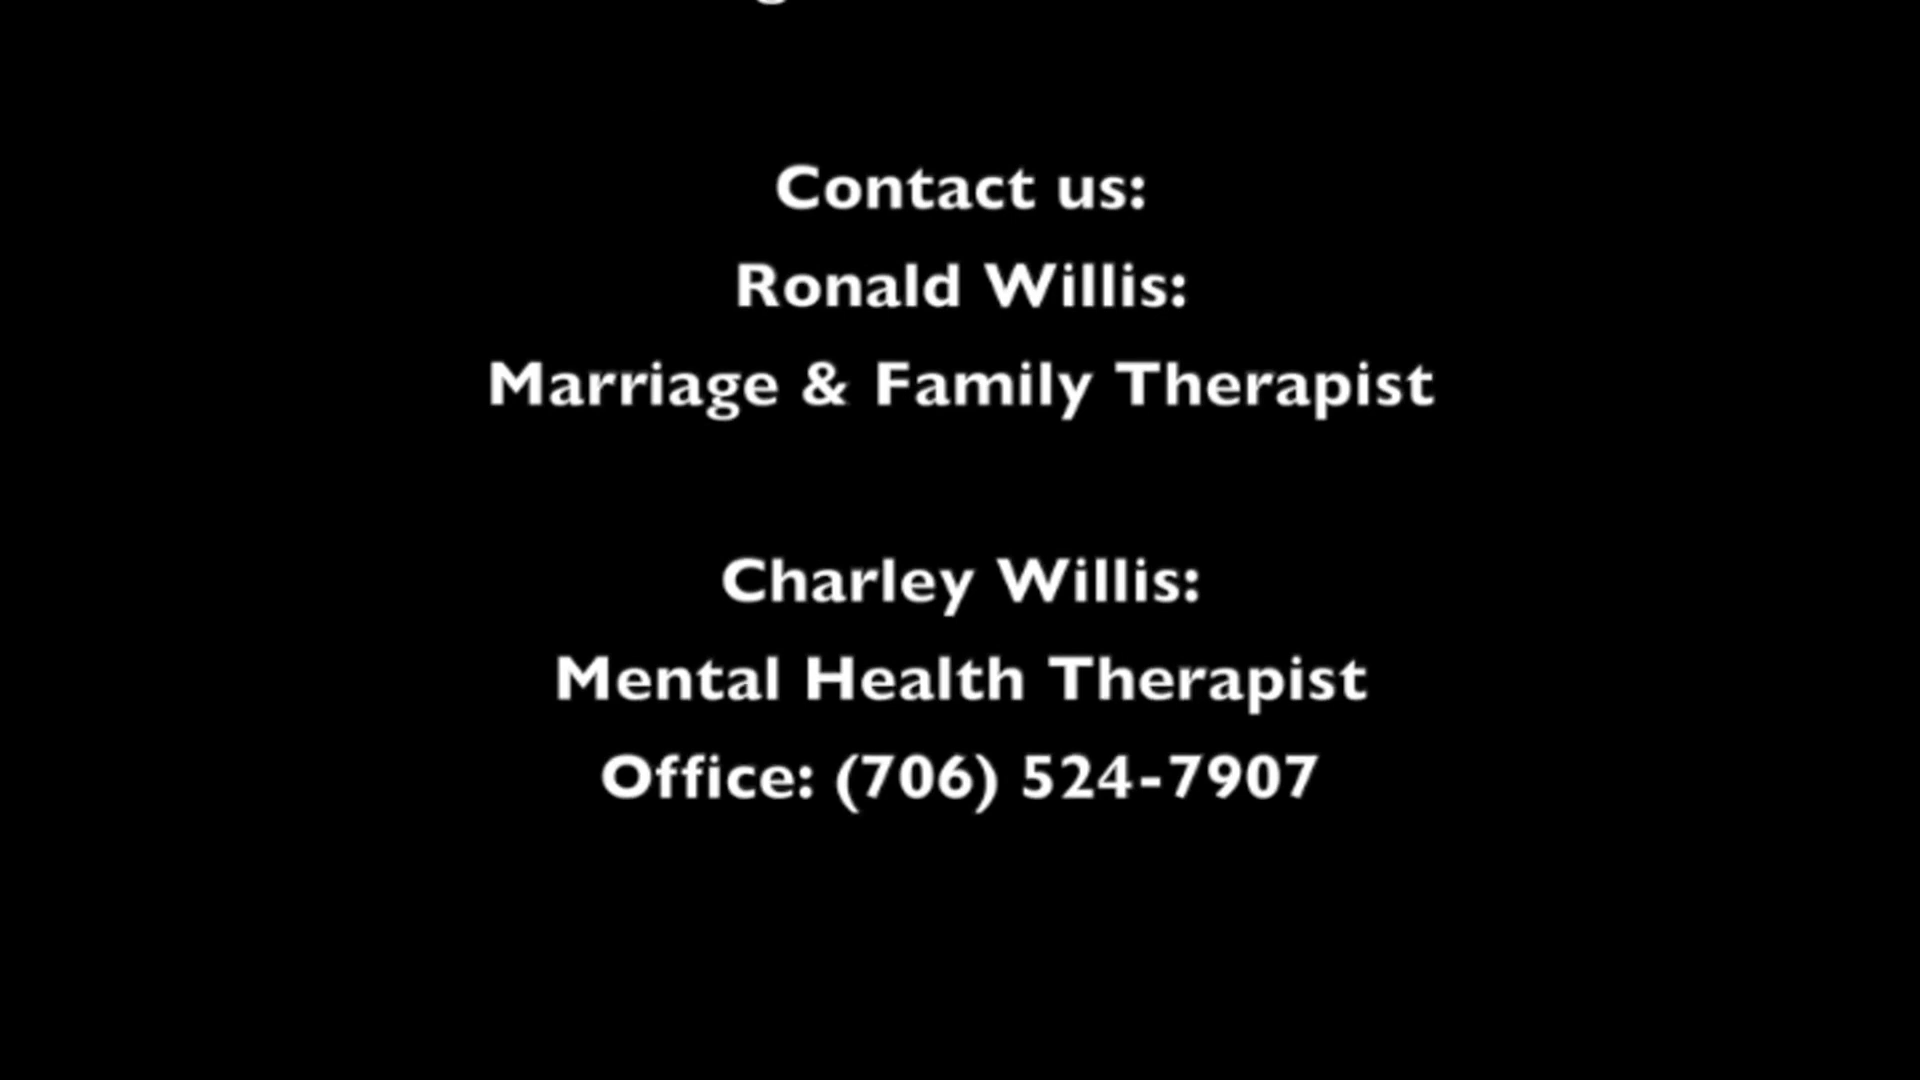 Contact us:
Ronald Willis:
Marriage & Family Therapist
Charley Willis:
Mental Health Therapist
Office: (706) 524-7907